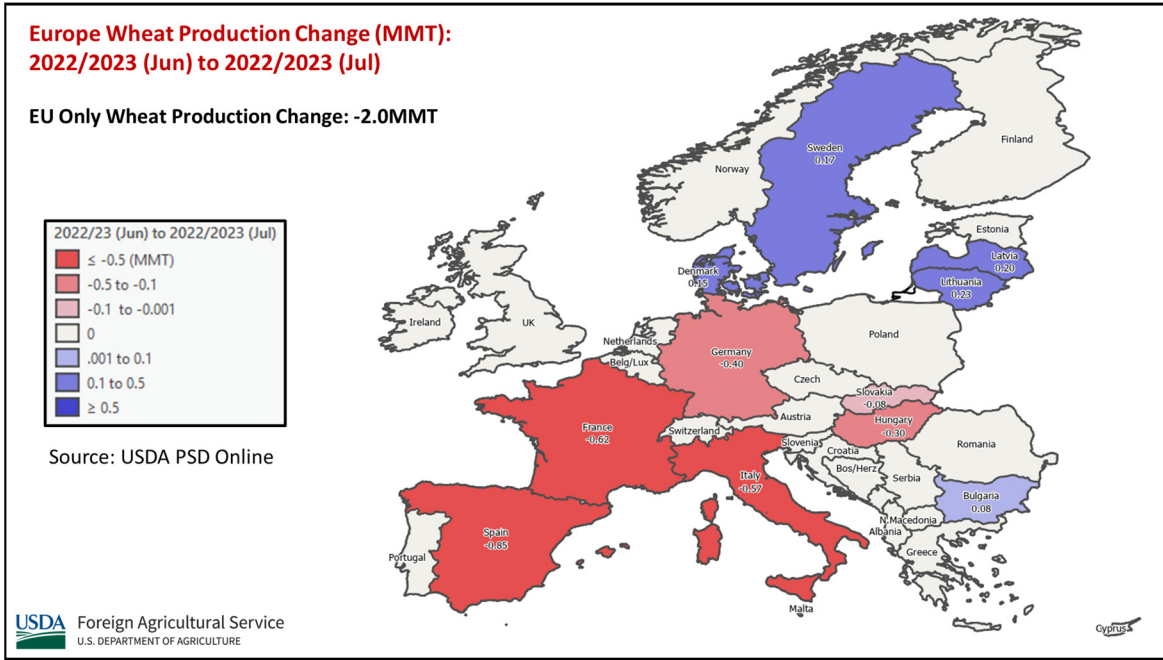 Europe Wheat Production Change (MMT):
2022/2023 (Jun) to 2022/2023 (Jul)
EU Only Wheat Production Change: -2.0MMT
2022/23 (Jun) to 2022/2023 (Jul)
≤ -0.5 (MMT)
-0.5 to -0.1
-0.1 to -0.001
0
.001 to 0.1
0.1 to 0.5
≥ 0.5
Source: USDA PSD Online
Finland
Sweden
0.17
Norway
Estonia
Latvia
0.20
Denmark
0.15
Lithuania
0.23
Ireland
UK
Poland
Netherlands
Germany
-0.40
Belg/Lux
Czech
Slovakia
-0.08
Austria
Hungary
-0.30
France
-0.62
Switzerland
Slovenia
Romania
Croatia
Bos/Herz
Italy
-0.57
Serbia
Bulgaria
0.08
Spain
-0.85
N.Macedonia
Albania
Portugal
Greece
Malta
Cyprus
USDA
Foreign Agricultural Service
U.S. DEPARTMENT OF AGRICULTURE